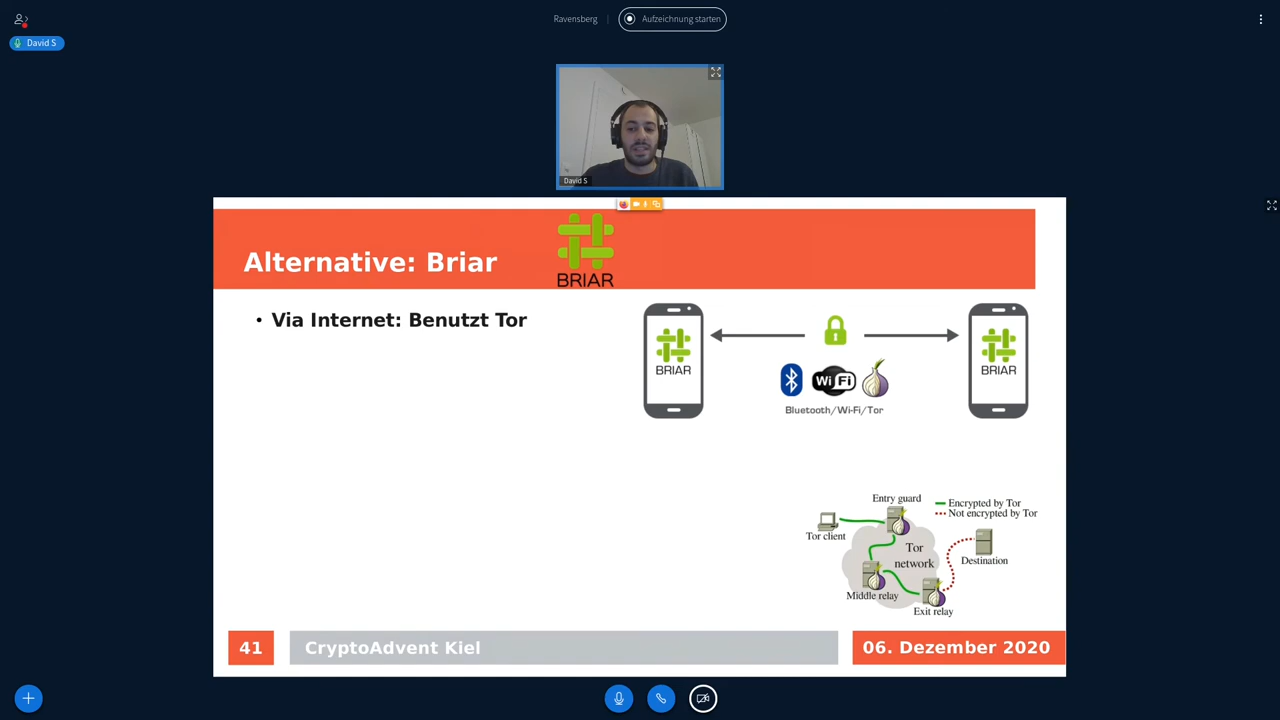 Ravensberg
Aufzeichnung starten
David S
David S
Alternative: Briar
BRIAR
• Via Internet: Benutzt Tor
BRIAR
BRIAR
WiFi
Bluetooth/Wi-Fi/Tor
Entry guard
Encrypted by Tor
Not encrypted by Tor
Tor client
Tor
network
Destination
Middle relay
Exit relay
41
CryptoAdvent Kiel
06. Dezember 2020